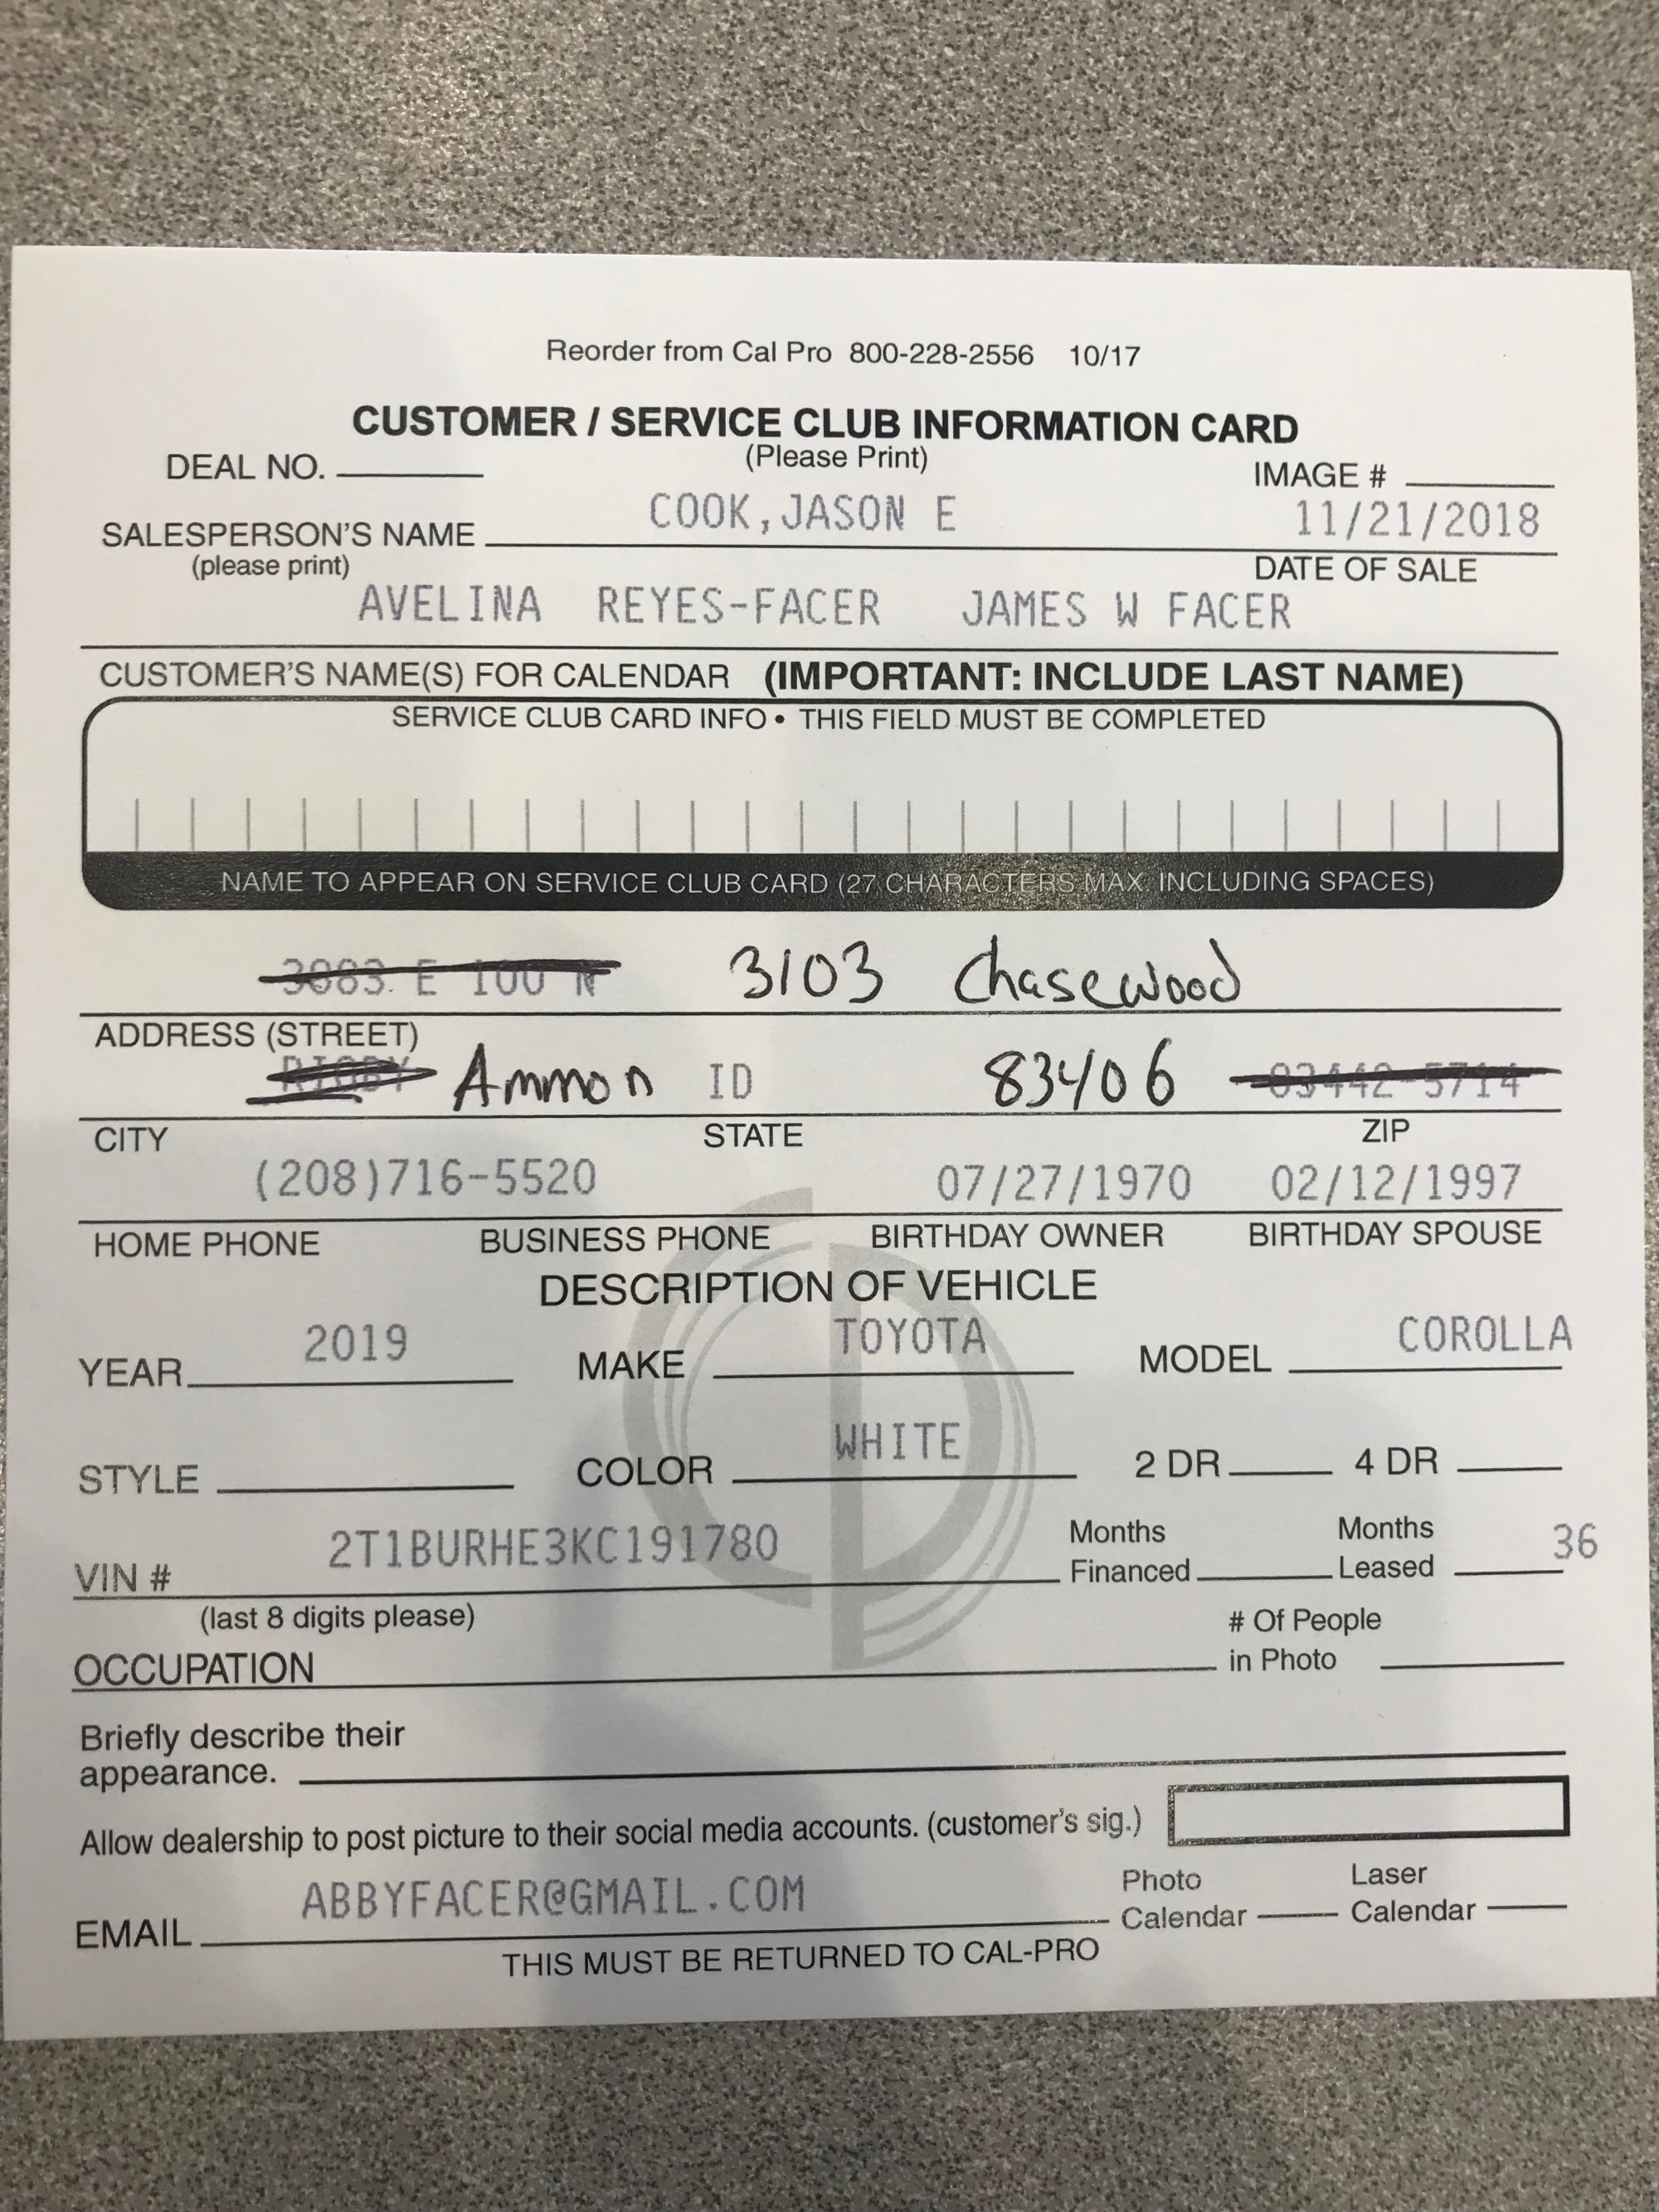 Reorder from Cal Pro 800-228-2556 10/17
CUSTOMER / SERVICE CLUB INFORMATION CARD
(Please Print)
DEAL NO. IMAGE #
SALESPERSON'S NAME COOK,JASON E 11/21/2018
(please print) DATE OF SALE
AVELINA REYES-FACER JAMES W FACER
CUSTOMER'S NAME(S) FOR CALENDAR (IMPORTANT: INCLUDE LAST NAME)
SERVICE CLUB CARD INFO • THIS FIELD MUST BE COMPLETED
NAME TO APPEAR ON SERVICE CLUB CARD (27 CHARACTERS MAX. INCLUDING SPACES)
3083 E 100 N 3103 Chasewood
ADDRESS (STREET)
RIGBY Ammon ID 83406 83442-5714
CITY STATE ZIP
(208)716-5520 07/27/1970 02/12/1997
HOME PHONE BUSINESS PHONE BIRTHDAY OWNER BIRTHDAY SPOUSE
DESCRIPTION OF VEHICLE
YEAR 2019 MAKE TOYOTA MODEL COROLLA
STYLE COLOR WHITE 2 DR 4 DR
VIN # 2T1BURHE3KC191780 Months Financed Months Leased 36
(last 8 digits please)
OCCUPATION # Of People in Photo
Briefly describe their
appearance.
Allow dealership to post picture to their social media accounts. (customer's sig.)
EMAIL ABBYFACER@GMAIL.COM Photo Calendar Laser Calendar
THIS MUST BE RETURNED TO CAL-PRO